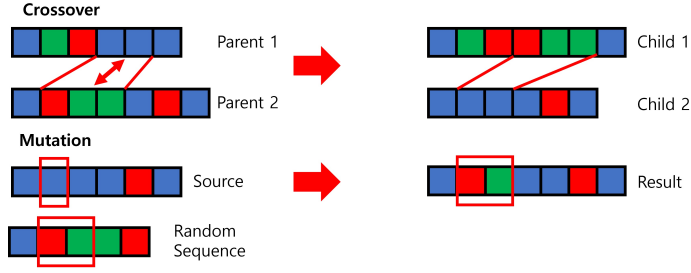 Crossover
Parent 1
Child 1
Parent 2
Child 2
Mutation
Source
Result
Random
Sequence